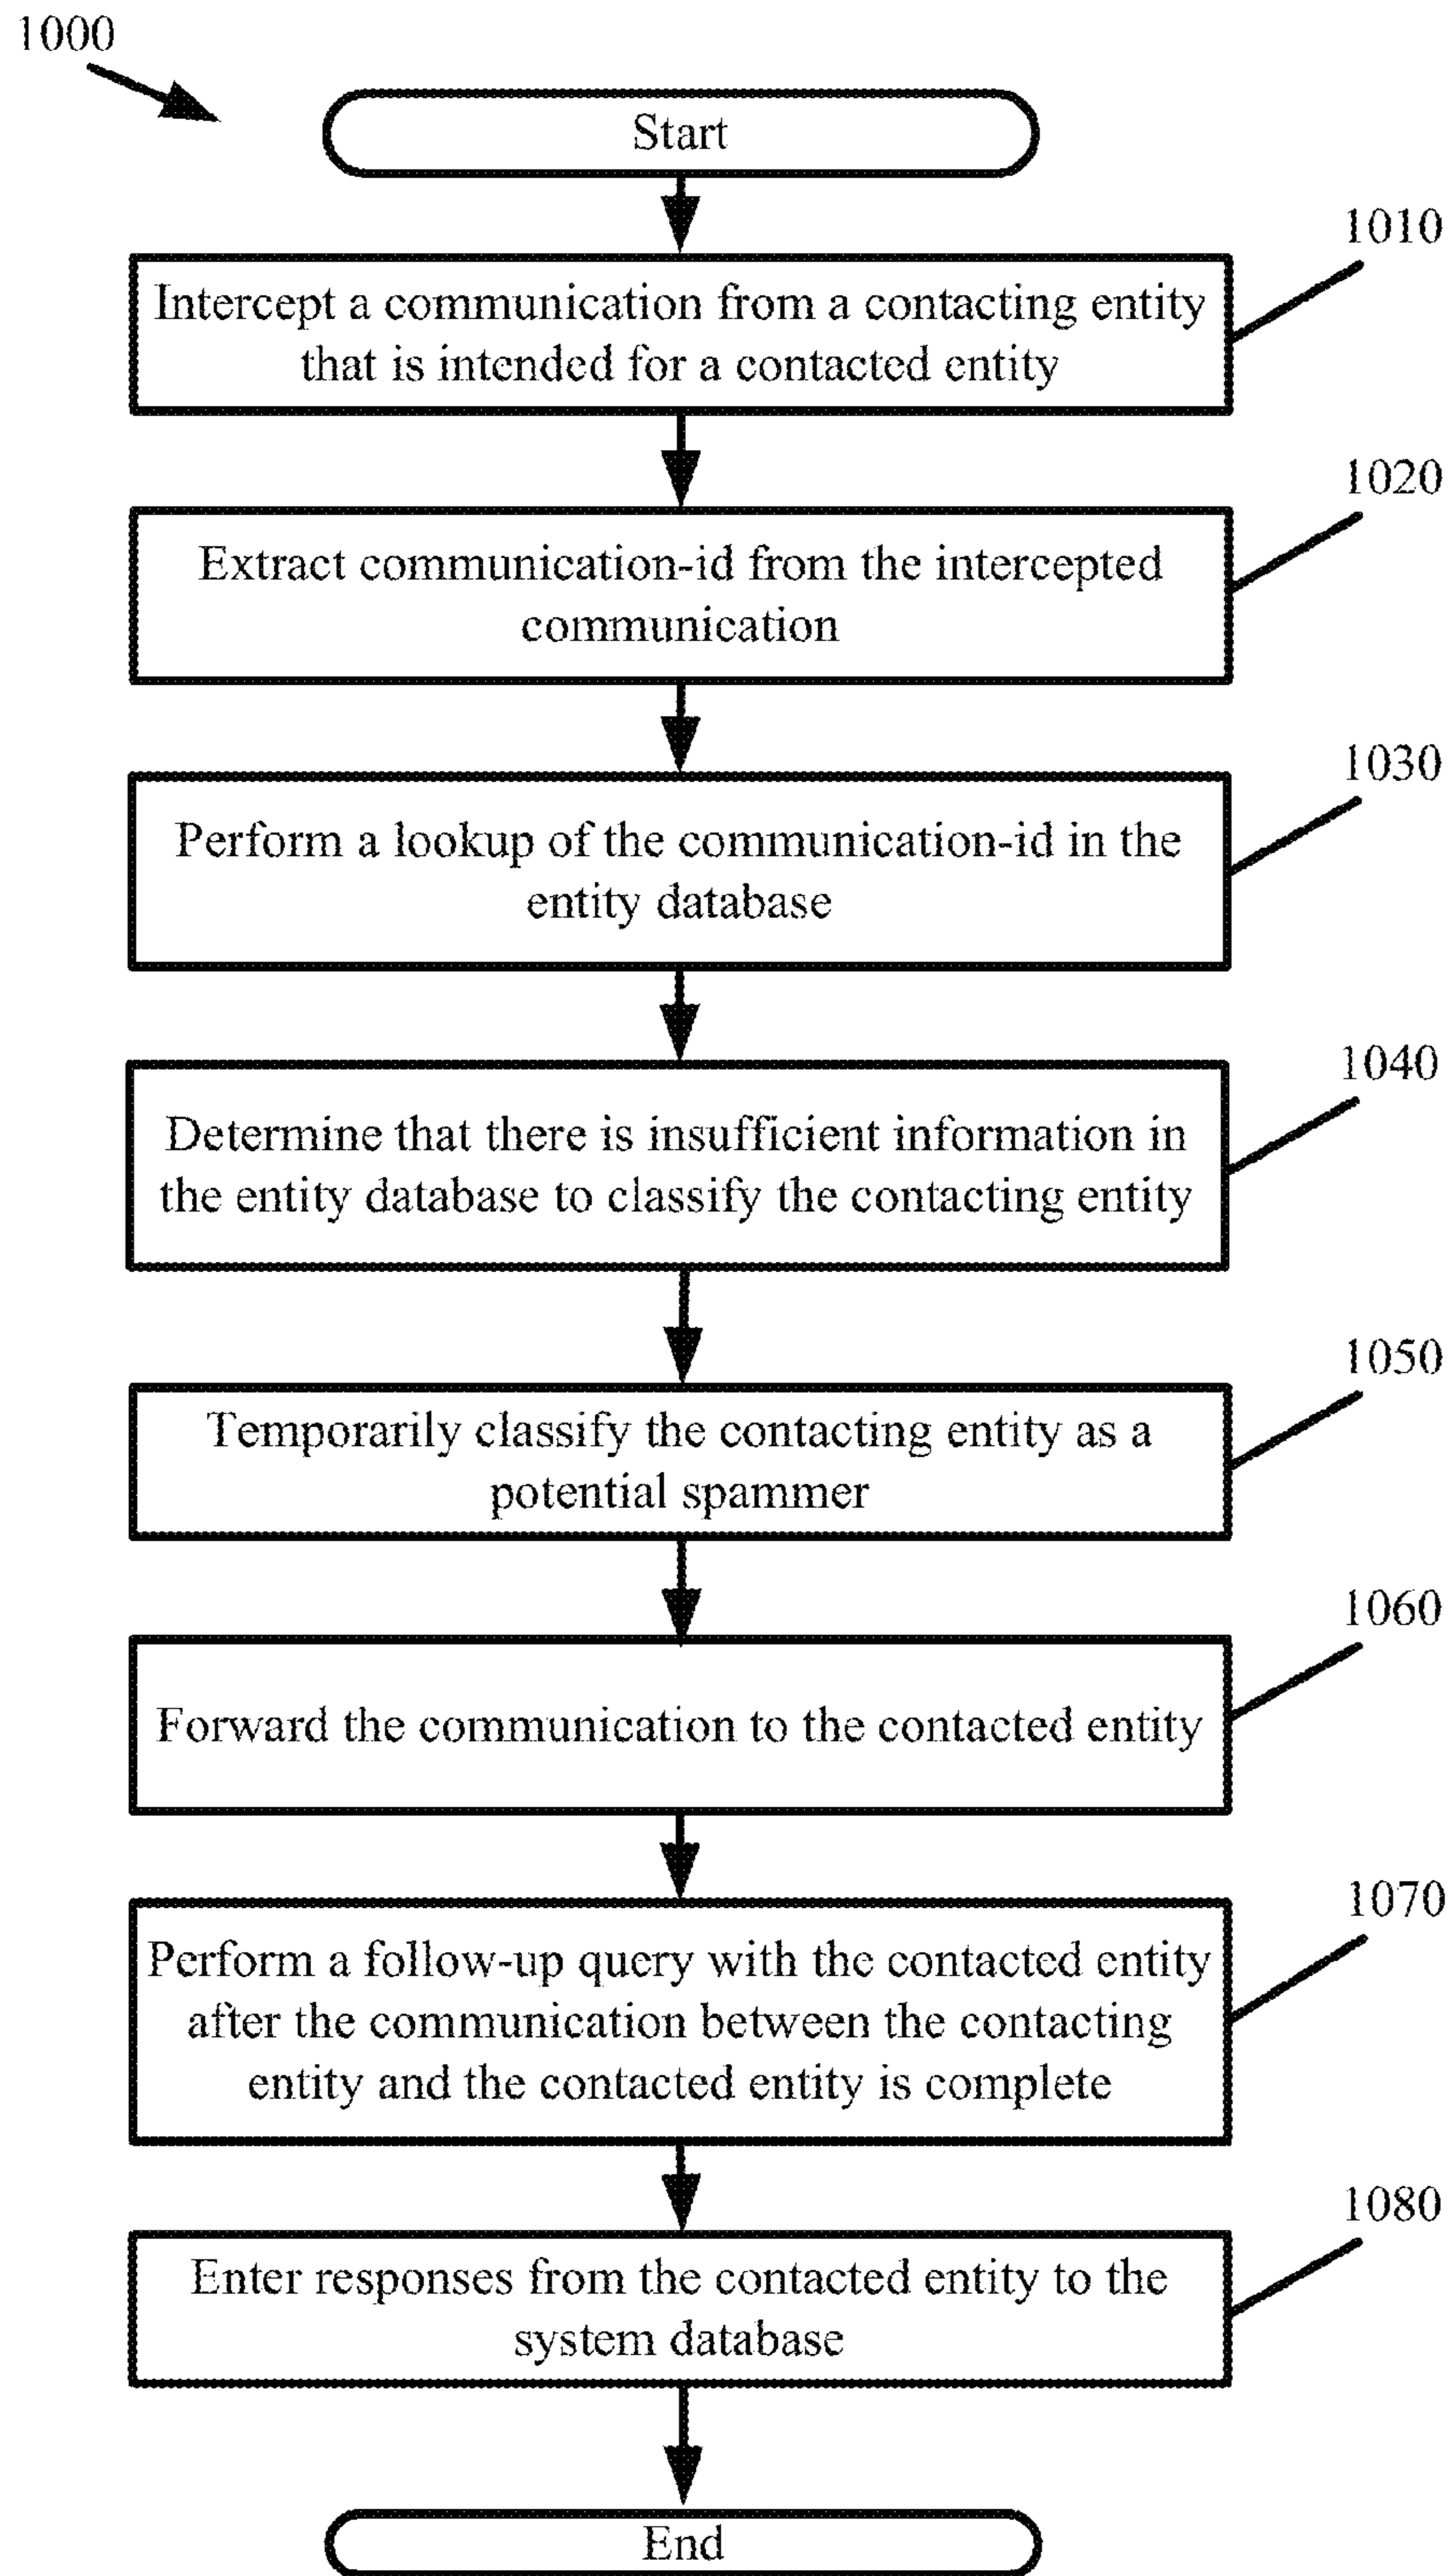 1000
Start
1010
Intercept a communication from a contacting entity
that is intended for a contacted entity
1020
Extract communication-id from the intercepted
communication
1030
Perform a lookup of the communication-id in the
entity database
1040
Determine that there is insufficient information in
the entity database to classify the contacting entity
1050
Temporarily classify the contacting entity as a
potential spammer
1060
Forward the communication to the contacted entity
1070
Perform a follow-up query with the contacted entity
after the communication between the contacting
entity and the contacted entity is complete
1080
Enter responses from the contacted entity to the
system database
End